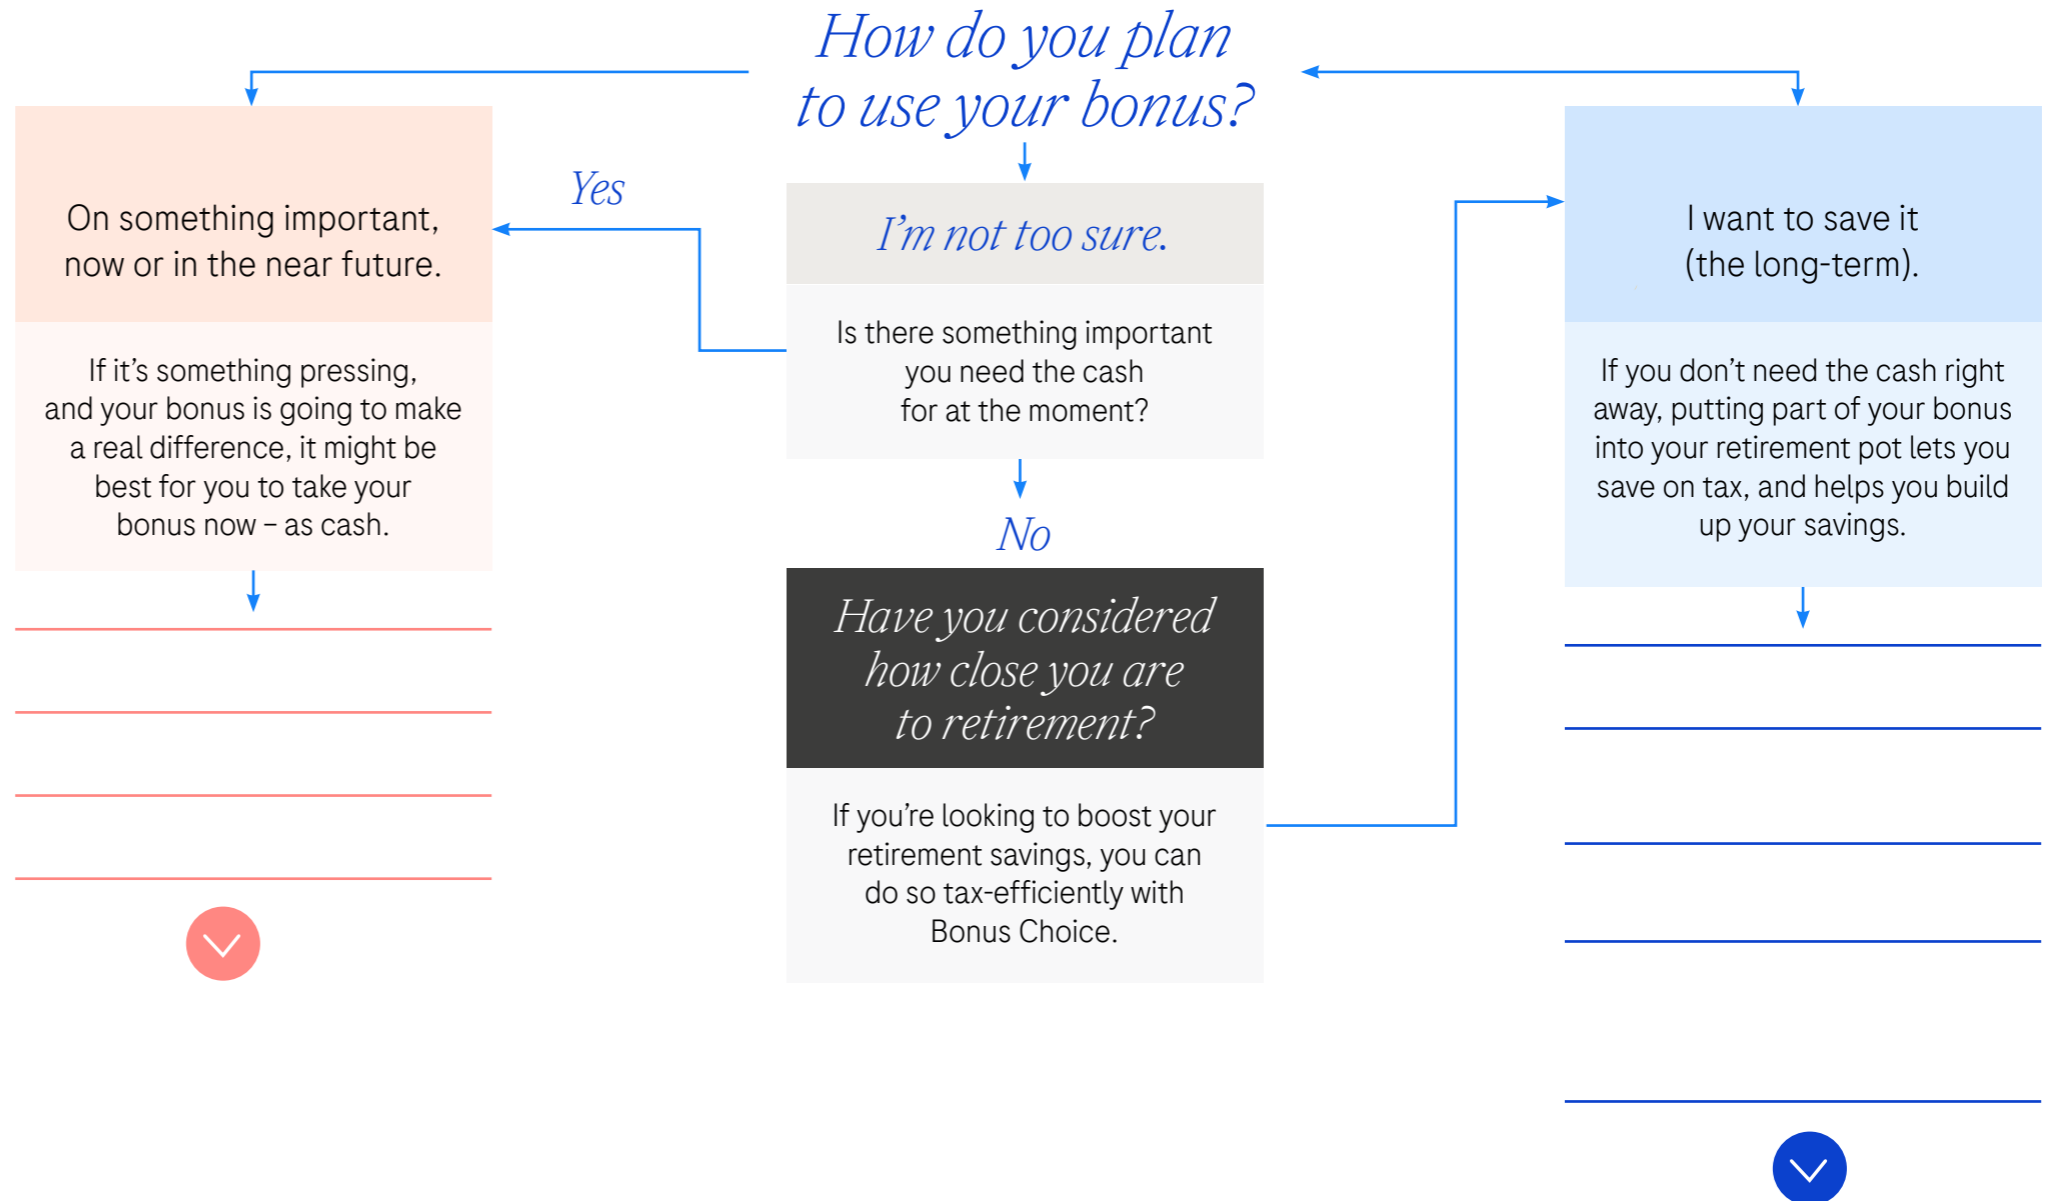 How do you plan
to use your bonus?
On something important,
now or in the near future.
If it’s something pressing,
and your bonus is going to make
a real difference, it might be
best for you to take your
bonus now – as cash.
Yes
I’m not too sure.
Is there something important
you need the cash
for at the moment?
No
Have you considered
how close you are
to retirement?
If you’re looking to boost your
retirement savings, you can
do so tax-efficiently with
Bonus Choice.
I want to save it
(the long-term).
If you don’t need the cash right
away, putting part of your bonus
into your retirement pot lets you
save on tax, and helps you build
up your savings.